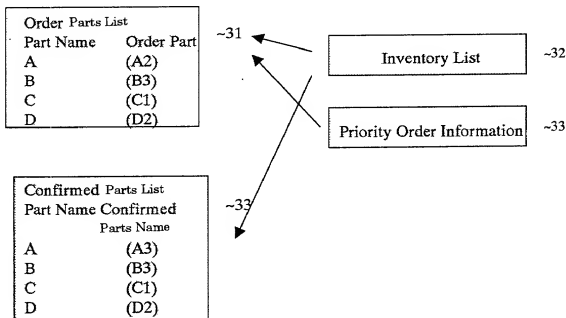 Order Parts List
Part Name Order Part
A (A2)
B (B3)
C (C1)
D (D2)
~31
Inventory List
~32
Priority Order Information
~33
Confirmed Parts List
Part Name Confirmed
Parts Name
A (A3)
B (B3)
C (C1)
D (D2)
~33